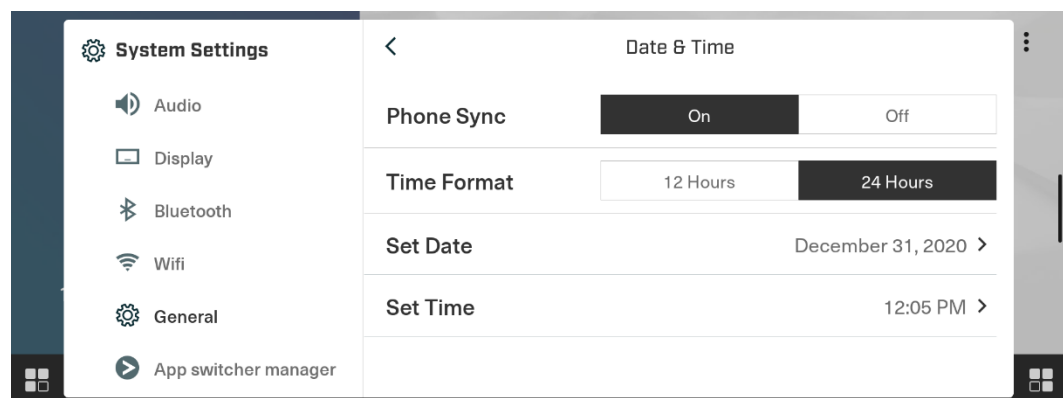 System Settings
Audio
Display
Bluetooth
Wifi
General
App switcher manager
Date & Time
Phone Sync On Off
Time Format 12 Hours 24 Hours
Set Date December 31, 2020
Set Time 12:05 PM